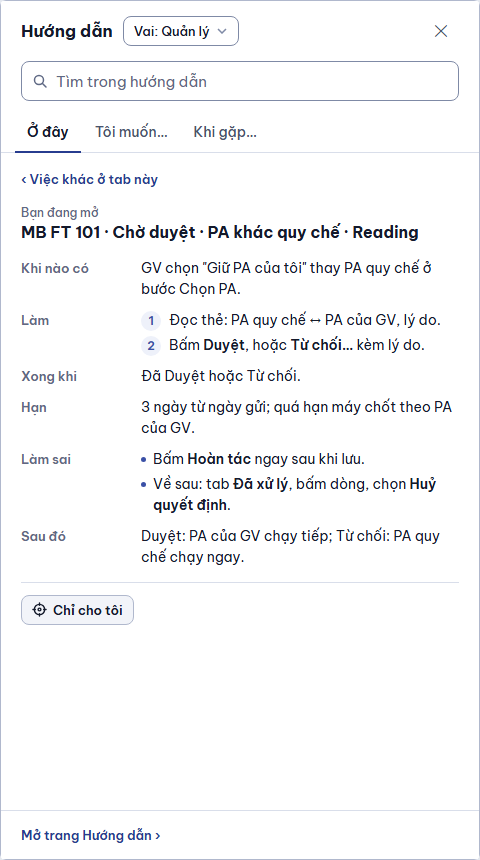 Hướng dẫn
Vai: Quản lý
Tìm trong hướng dẫn
Ở đây
Tôi muốn...
Khi gặp...
‹ Việc khác ở tab này
Bạn đang mở
MB FT 101 · Chờ duyệt · PA khác quy chế · Reading
Khi nào có
GV chọn "Giữ PA của tôi" thay PA quy chế ở
bước Chọn PA.
Làm
1 Đọc thẻ: PA quy chế ↔ PA của GV, lý do.
2 Bấm Duyệt, hoặc Từ chối... kèm lý do.
Xong khi
Đã Duyệt hoặc Từ chối.
Hạn
3 ngày từ ngày gửi; quá hạn máy chốt theo PA
của GV.
Làm sai
• Bấm Hoàn tác ngay sau khi lưu.
• Về sau: tab Đã xử lý, bấm dòng, chọn Huỷ
quyết định.
Sau đó
Duyệt: PA của GV chạy tiếp; Từ chối: PA quy
chế chạy ngay.
Chỉ cho tôi
Mở trang Hướng dẫn ›